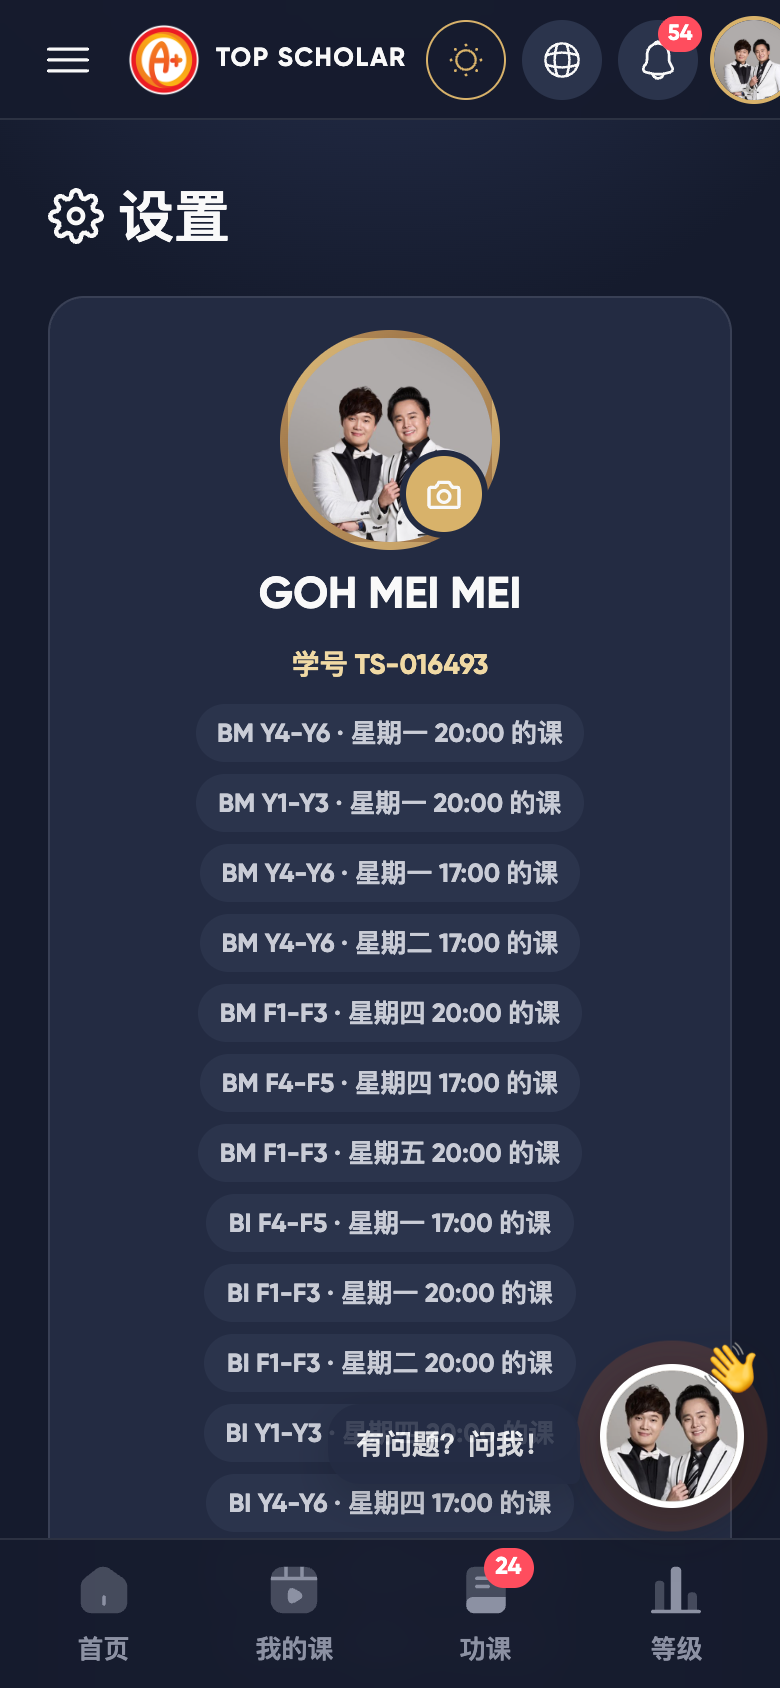 A+
TOP SCHOLAR
54
设置
GOH MEI MEI
学号 TS-016493
BM Y4-Y6 · 星期一 20:00 的课
BM Y1-Y3 · 星期一 20:00 的课
BM Y4-Y6 · 星期一 17:00 的课
BM Y4-Y6 · 星期二 17:00 的课
BM F1-F3 · 星期四 20:00 的课
BM F4-F5 · 星期四 17:00 的课
BM F1-F3 · 星期五 20:00 的课
BI F4-F5 · 星期一 17:00 的课
BI F1-F3 · 星期一 20:00 的课
BI F1-F3 · 星期二 20:00 的课
BI Y1-Y3 · 星期四 20:00 的课
有问题？问我！
BI Y4-Y6 · 星期四 17:00 的课
24
首页
我的课
功课
等级